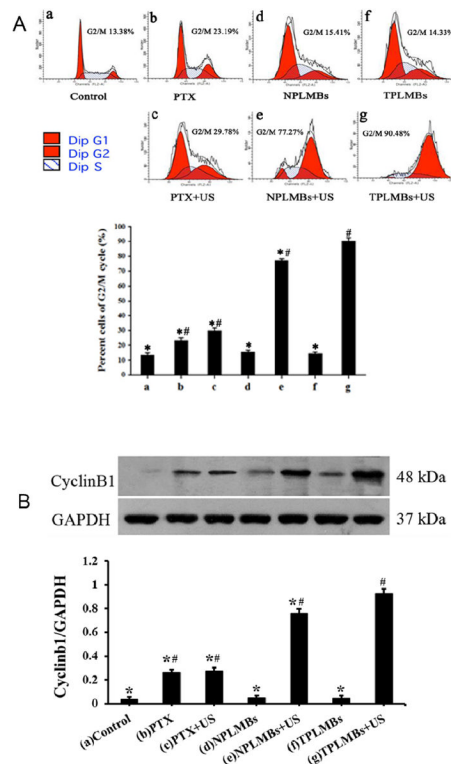 A
a
G2/M 13.38%
Control
b
G2/M 23.19%
PTX
d
G2/M 15.41%
NPLMBs
f
G2/M 14.33%
TPLMBs
Dip G1
Dip G2
Dip S
c
G2/M 29.78%
PTX+US
e
G2/M 77.27%
NPLMBs+US
g
G2/M 90.48%
TPLMBs+US
Percent cells of G2/M cycle (%)
100
90
80
70
60
50
40
30
20
10
0
* *# *# * *# * #
a b c d e f g
B
CyclinB1 48 kDa
GAPDH 37 kDa
Cyclinb1/GAPDH
1.2
1
0.8
0.6
0.4
0.2
0
* *# *# * *# * #
(a)Control
(b)PTX
(c)PTX+US
(d)NPLMBs
(e)NPLMBs+US
(f)TPLMBs
(g)TPLMBs+US